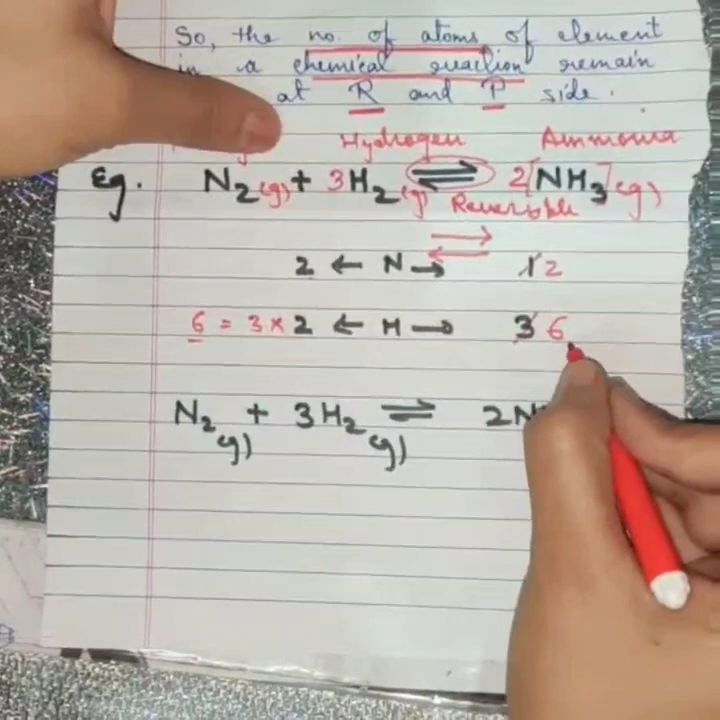 So, the no. of atoms of element
in a chemical reaction remain
at R and P side.
Hydrogen Ammonia
Eg. N2(g) + 3H2(g) ⇌ 2[NH3](g)
Reversible
2 ← N → 1 2
6 = 3 × 2 ← H → 3 6
N2(g) + 3H2(g) ⇌ 2N